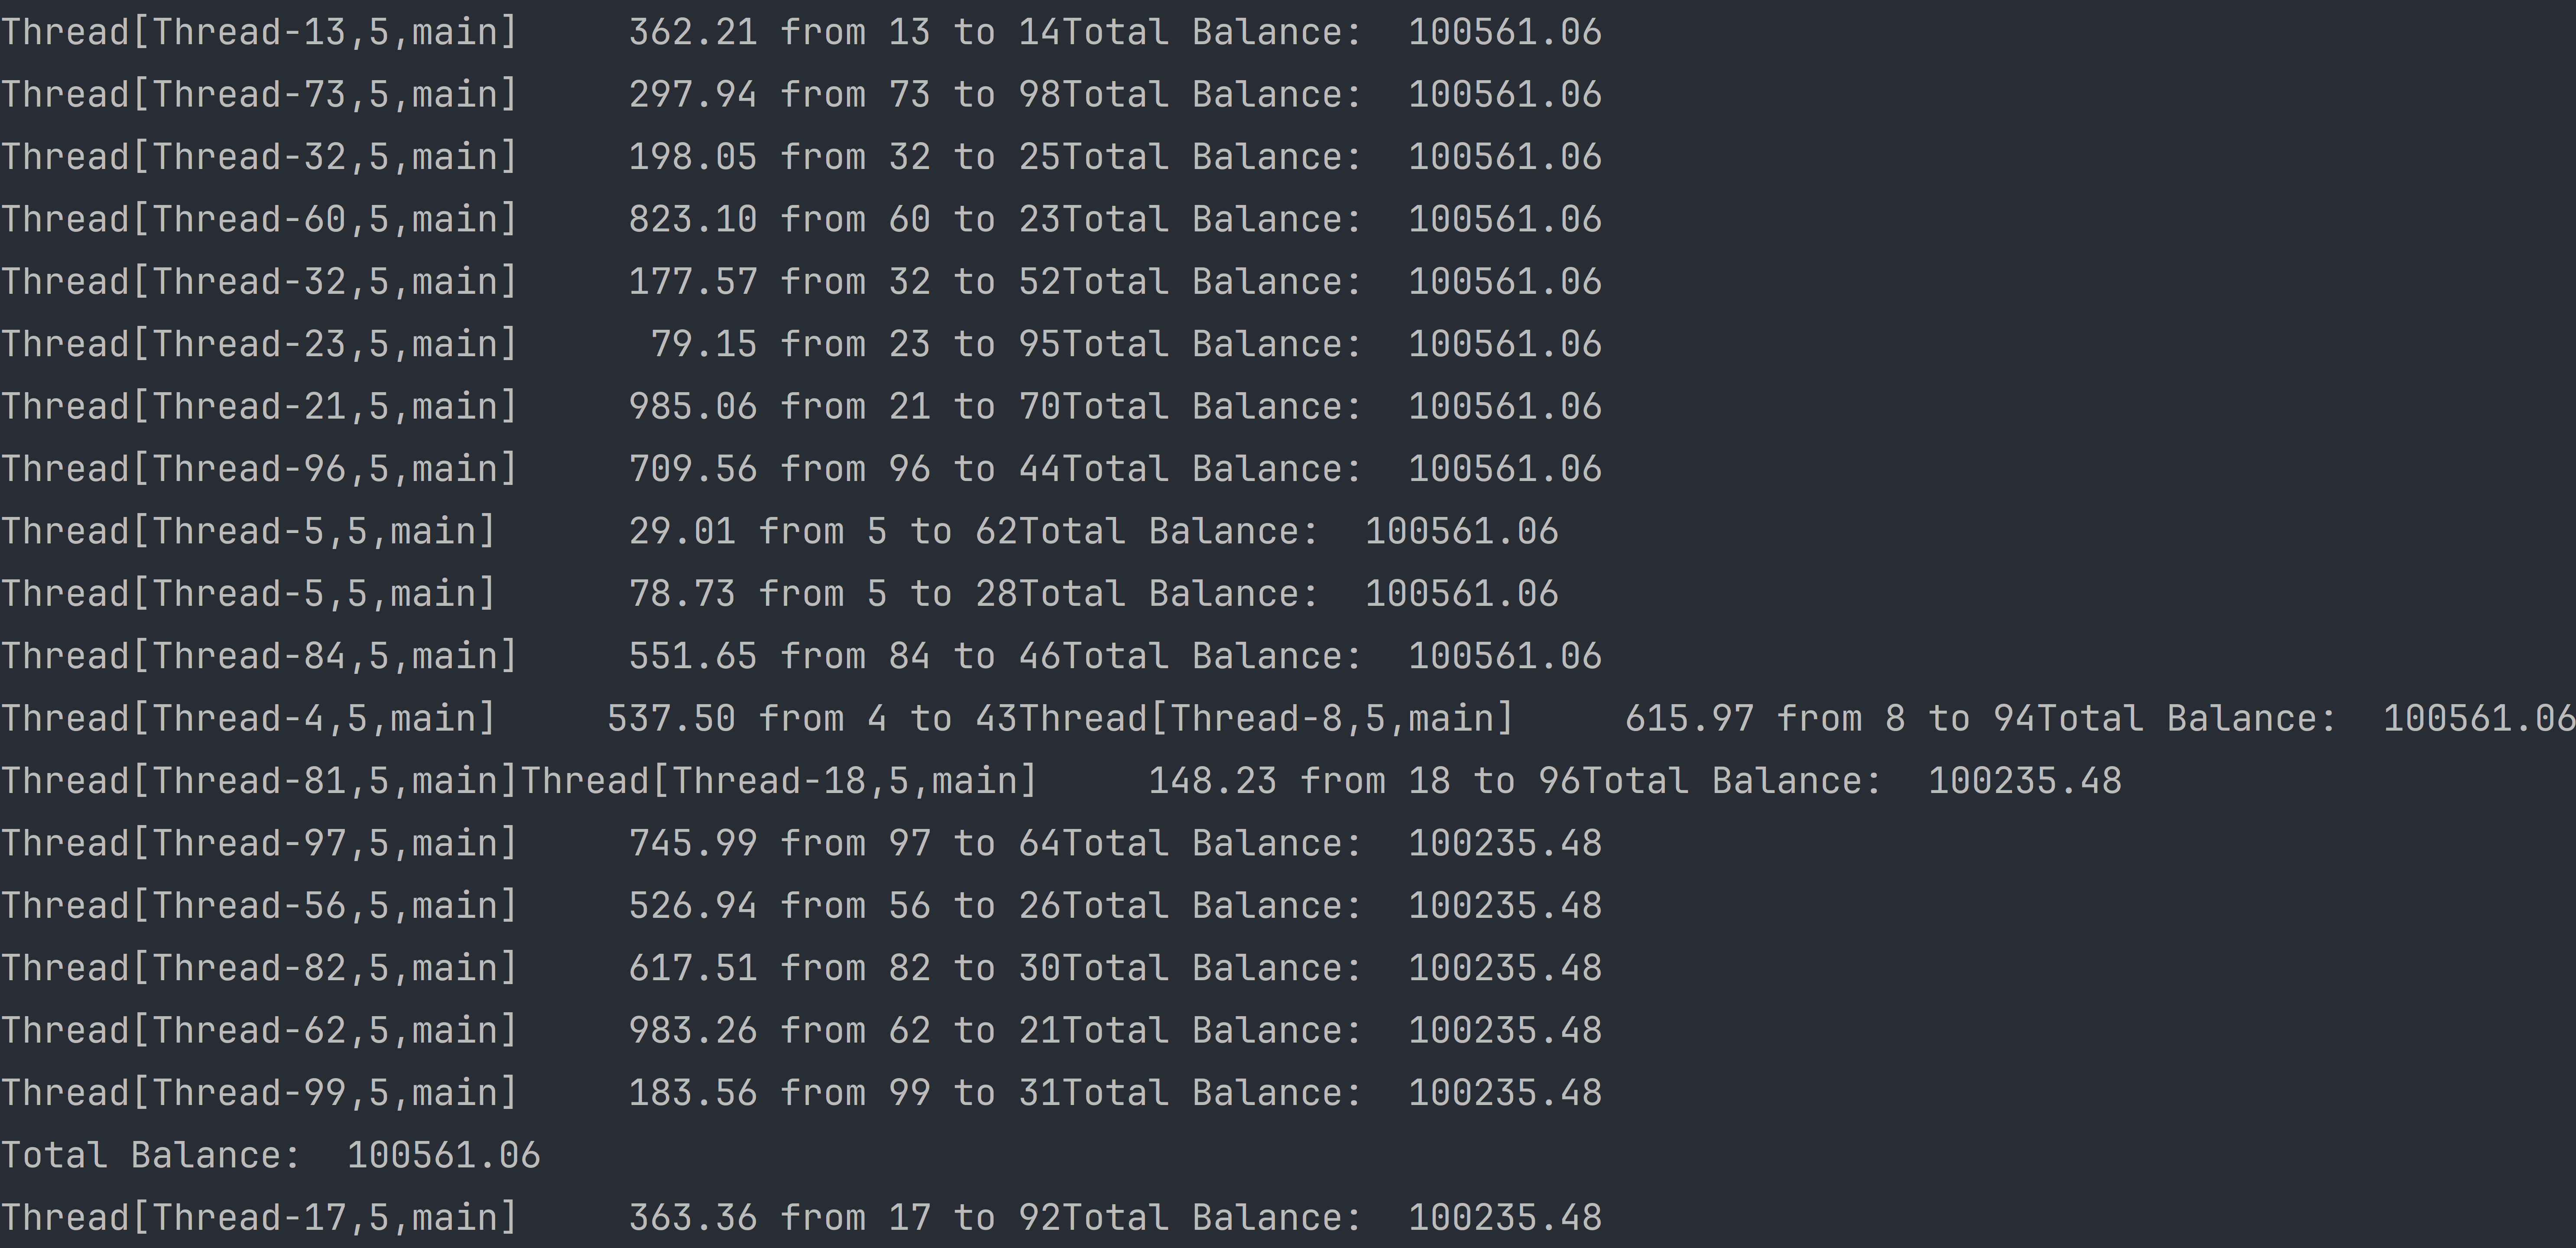 Thread[Thread-13,5,main]     362.21 from 13 to 14Total Balance:  100561.06
Thread[Thread-73,5,main]     297.94 from 73 to 98Total Balance:  100561.06
Thread[Thread-32,5,main]     198.05 from 32 to 25Total Balance:  100561.06
Thread[Thread-60,5,main]     823.10 from 60 to 23Total Balance:  100561.06
Thread[Thread-32,5,main]     177.57 from 32 to 52Total Balance:  100561.06
Thread[Thread-23,5,main]      79.15 from 23 to 95Total Balance:  100561.06
Thread[Thread-21,5,main]     985.06 from 21 to 70Total Balance:  100561.06
Thread[Thread-96,5,main]     709.56 from 96 to 44Total Balance:  100561.06
Thread[Thread-5,5,main]      29.01 from 5 to 62Total Balance:  100561.06
Thread[Thread-5,5,main]      78.73 from 5 to 28Total Balance:  100561.06
Thread[Thread-84,5,main]     551.65 from 84 to 46Total Balance:  100561.06
Thread[Thread-4,5,main]     537.50 from 4 to 43Thread[Thread-8,5,main]     615.97 from 8 to 94Total Balance:  100561.06
Thread[Thread-81,5,main]Thread[Thread-18,5,main]     148.23 from 18 to 96Total Balance:  100235.48
Thread[Thread-97,5,main]     745.99 from 97 to 64Total Balance:  100235.48
Thread[Thread-56,5,main]     526.94 from 56 to 26Total Balance:  100235.48
Thread[Thread-82,5,main]     617.51 from 82 to 30Total Balance:  100235.48
Thread[Thread-62,5,main]     983.26 from 62 to 21Total Balance:  100235.48
Thread[Thread-99,5,main]     183.56 from 99 to 31Total Balance:  100235.48
Total Balance:  100561.06
Thread[Thread-17,5,main]     363.36 from 17 to 92Total Balance:  100235.48